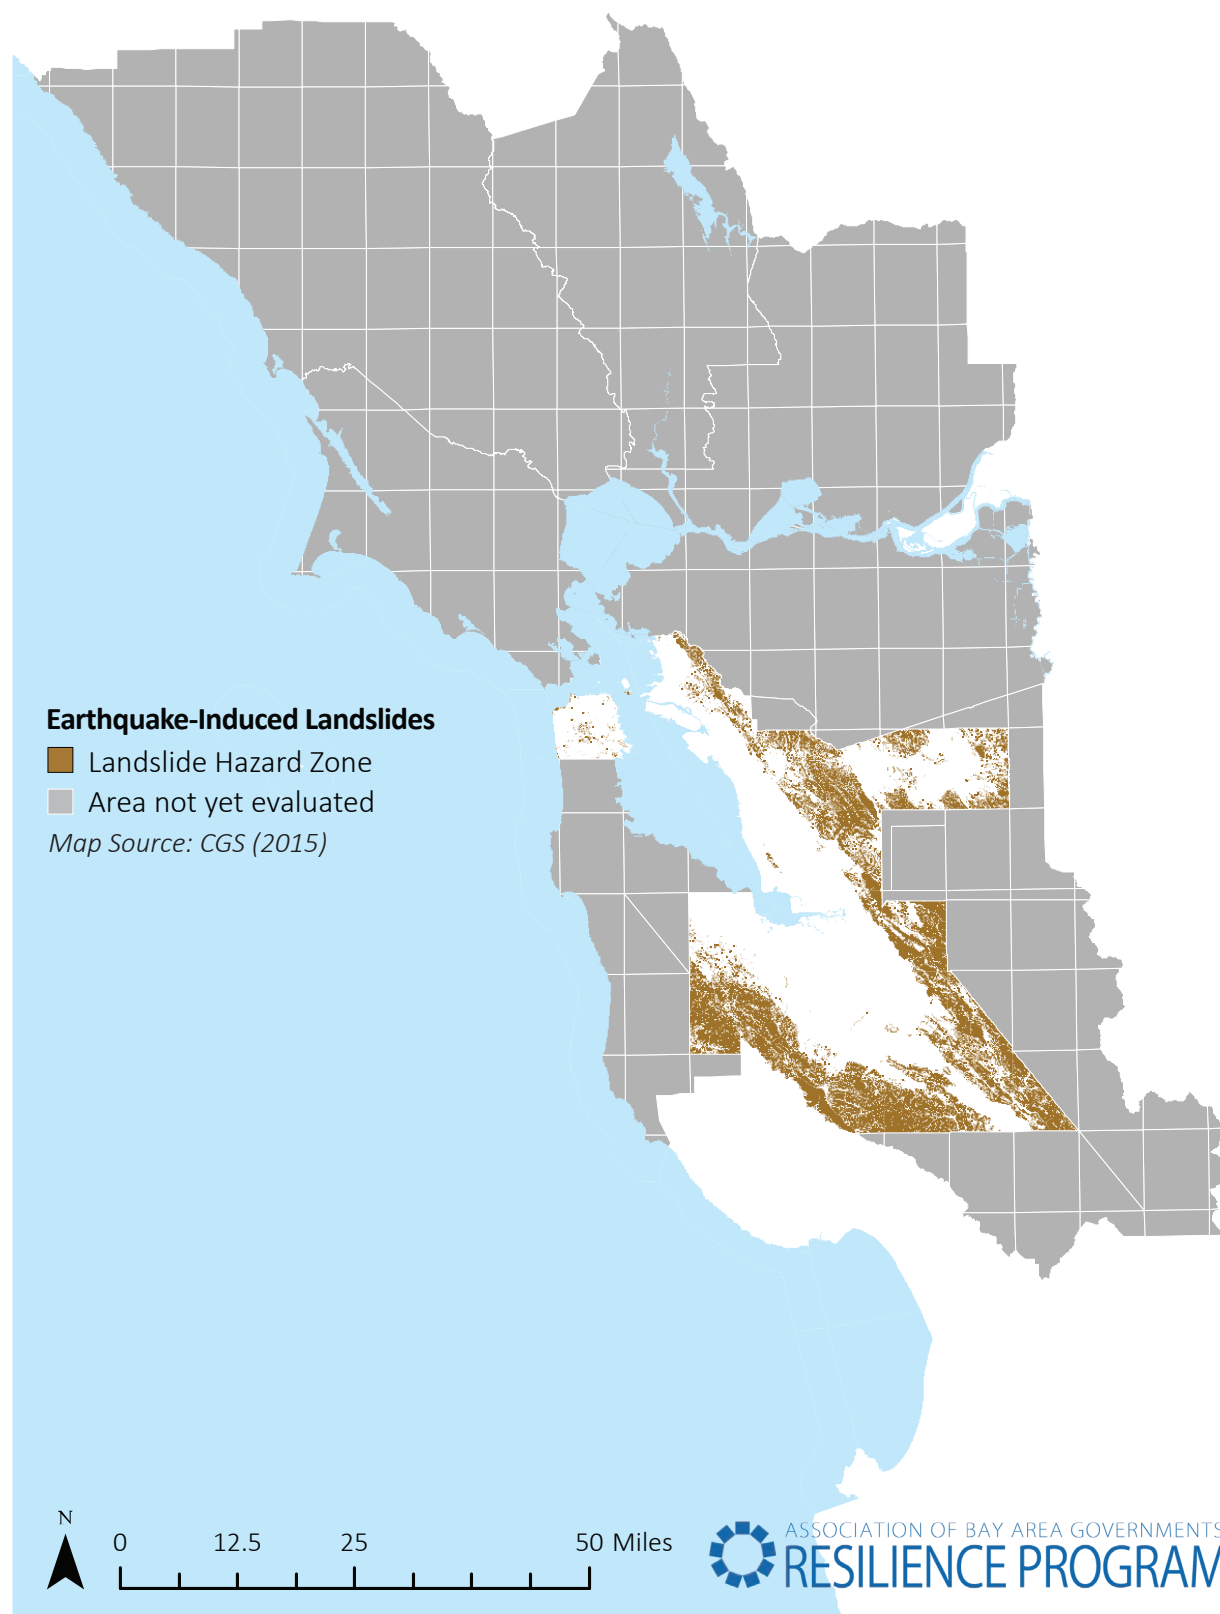 Earthquake-Induced Landslides
Landslide Hazard Zone
Area not yet evaluated
Map Source: CGS (2015)
N
0 12.5 25 50 Miles
ASSOCIATION OF BAY AREA GOVERNMENTS
RESILIENCE PROGRAM